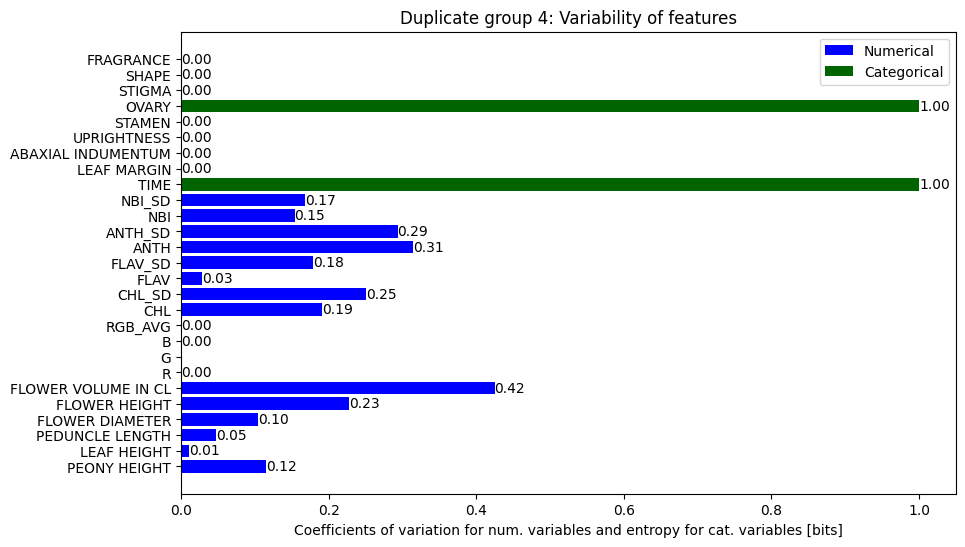 Duplicate group 4: Variability of features
Numerical
Categorical
FRAGRANCE 0.00
SHAPE 0.00
STIGMA 0.00
OVARY 1.00
STAMEN 0.00
UPRIGHTNESS 0.00
ABAXIAL INDUMENTUM 0.00
LEAF MARGIN 0.00
TIME 1.00
NBI_SD 0.17
NBI 0.15
ANTH_SD 0.29
ANTH 0.31
FLAV_SD 0.18
FLAV 0.03
CHL_SD 0.25
CHL 0.19
RGB_AVG 0.00
B 0.00
G
R 0.00
FLOWER VOLUME IN CL 0.42
FLOWER HEIGHT 0.23
FLOWER DIAMETER 0.10
PEDUNCLE LENGTH 0.05
LEAF HEIGHT 0.01
PEONY HEIGHT 0.12
0.0 0.2 0.4 0.6 0.8 1.0
Coefficients of variation for num. variables and entropy for cat. variables [bits]